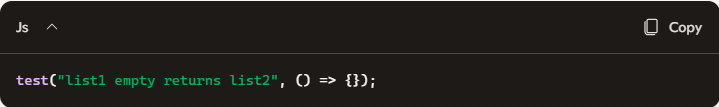 Js
Copy
test("list1 empty returns list2", () => {});